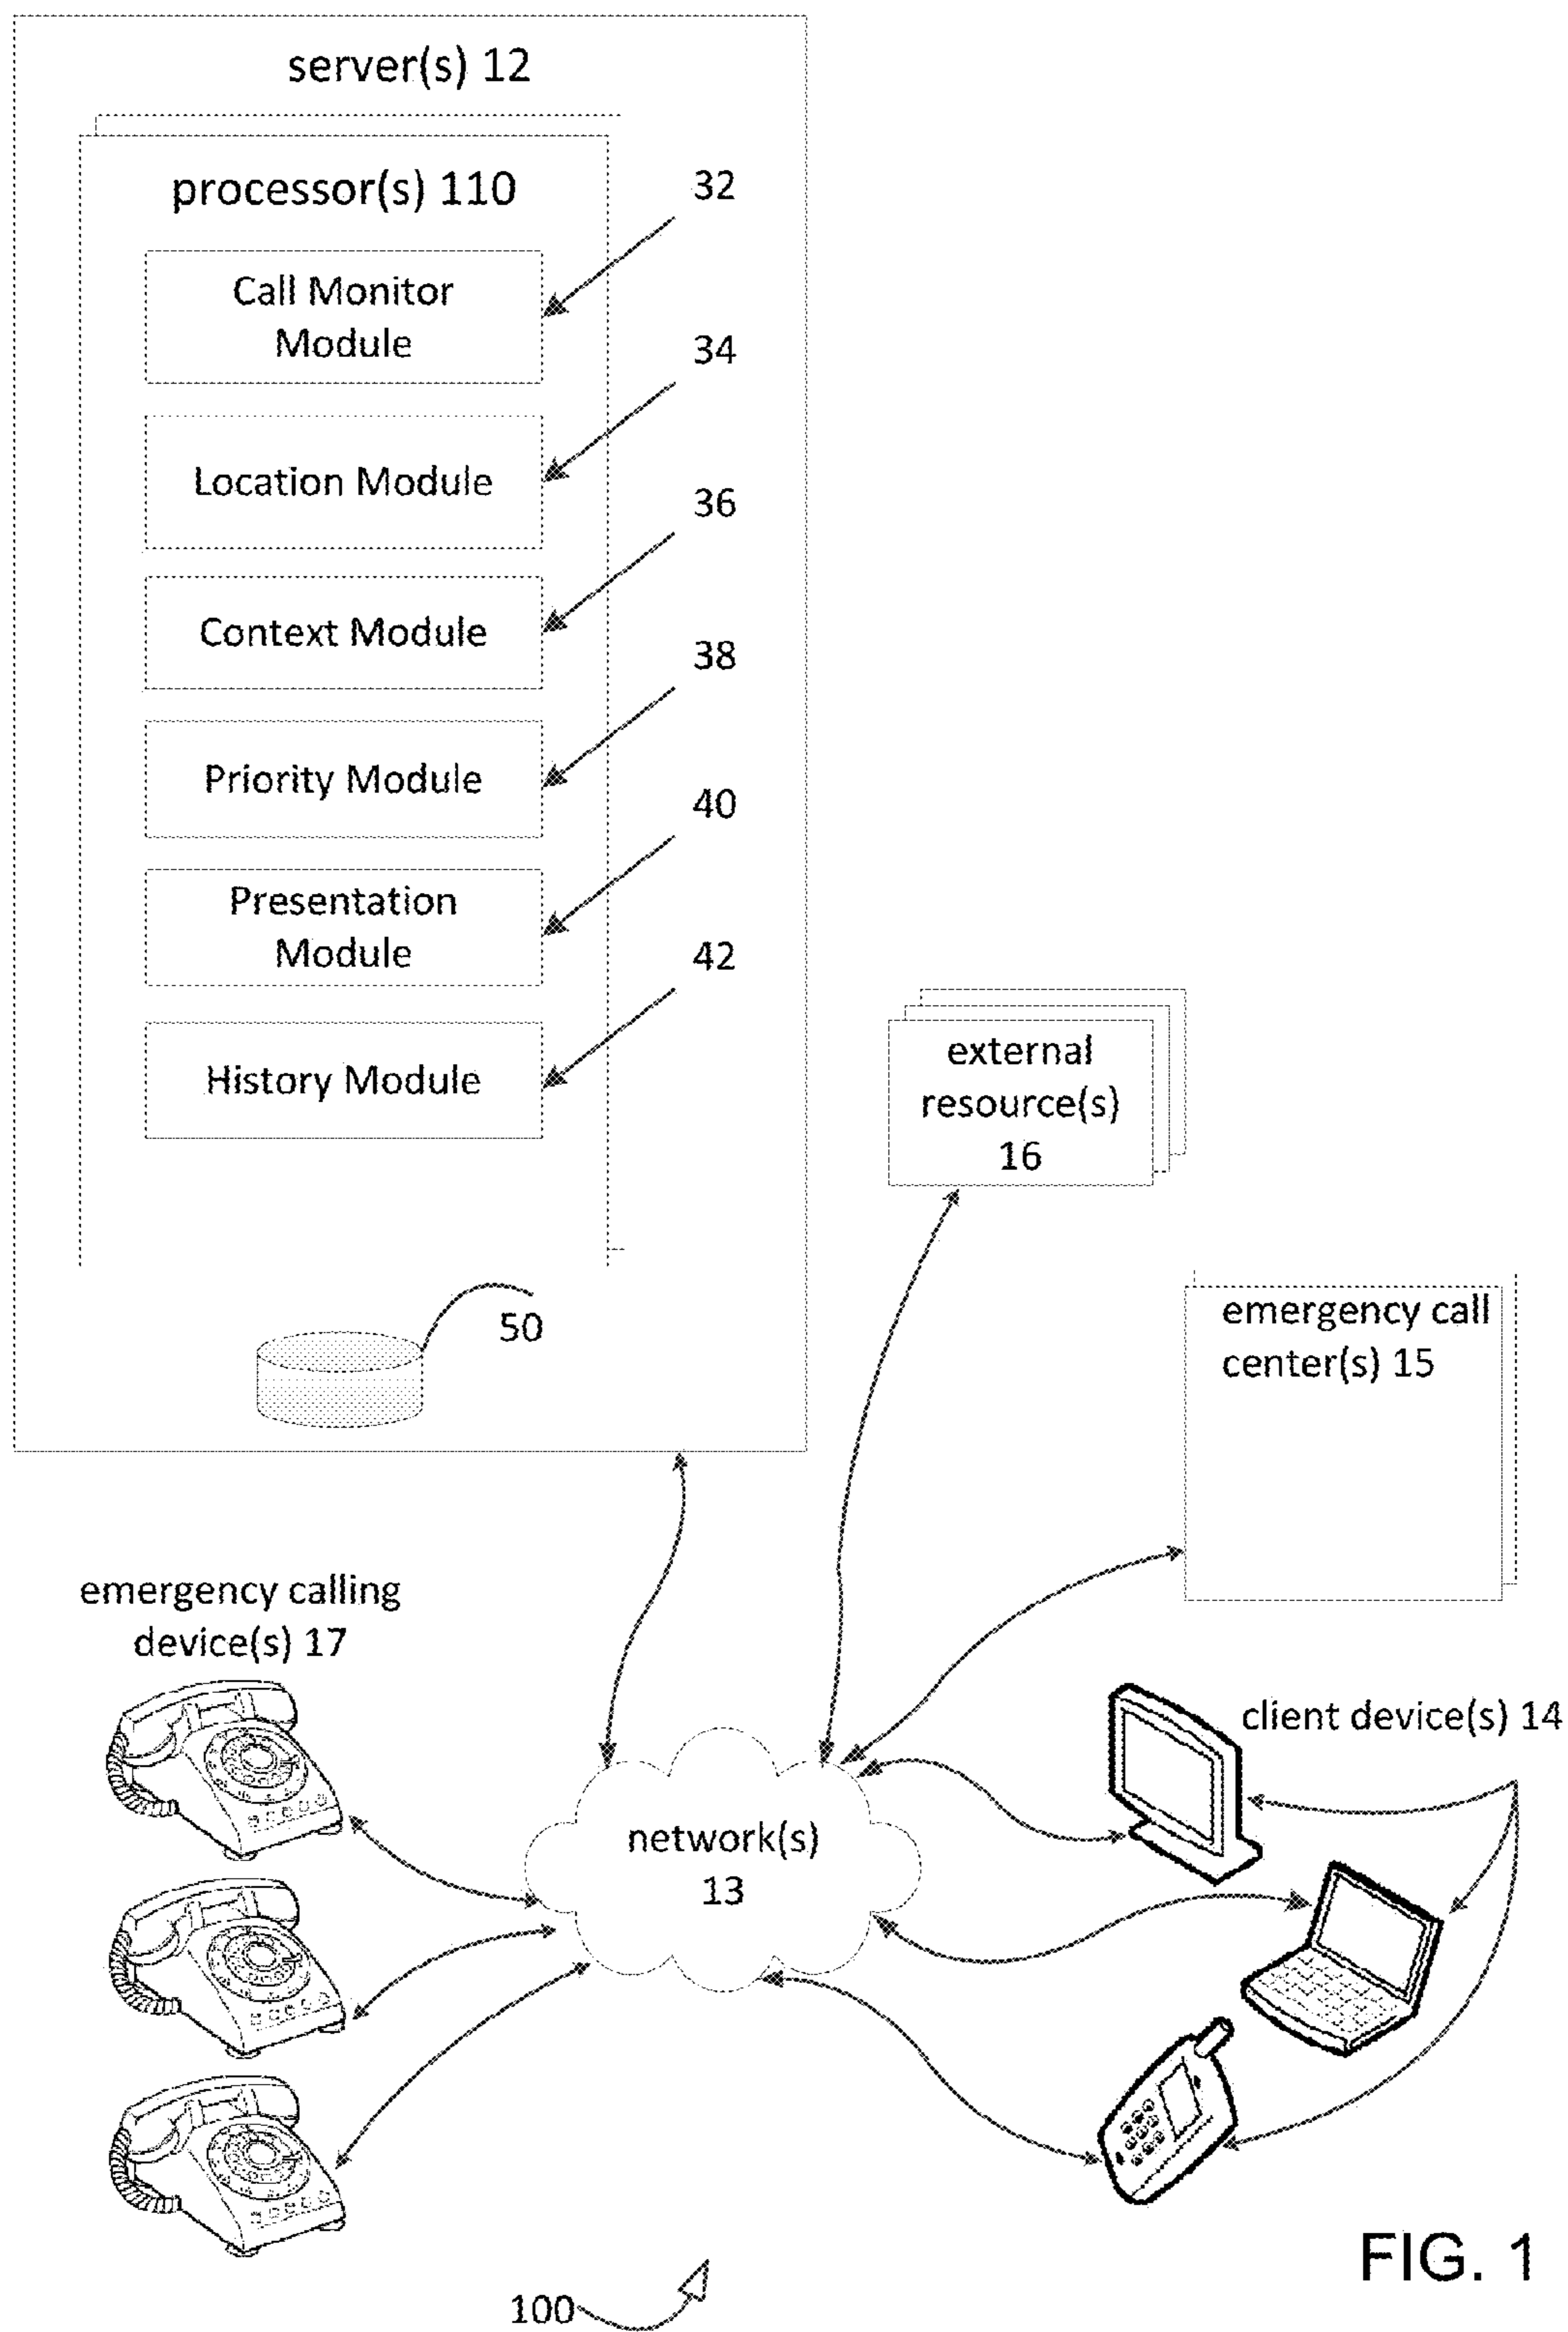 server(s) 12
processor(s) 110
32
Call Monitor
Module
34
Location Module
36
Context Module
38
Priority Module
40
Presentation
Module
42
History Module
external
resource(s)
16
50
emergency call
center(s) 15
emergency calling
device(s) 17
client device(s) 14
network(s)
13
FIG. 1
100